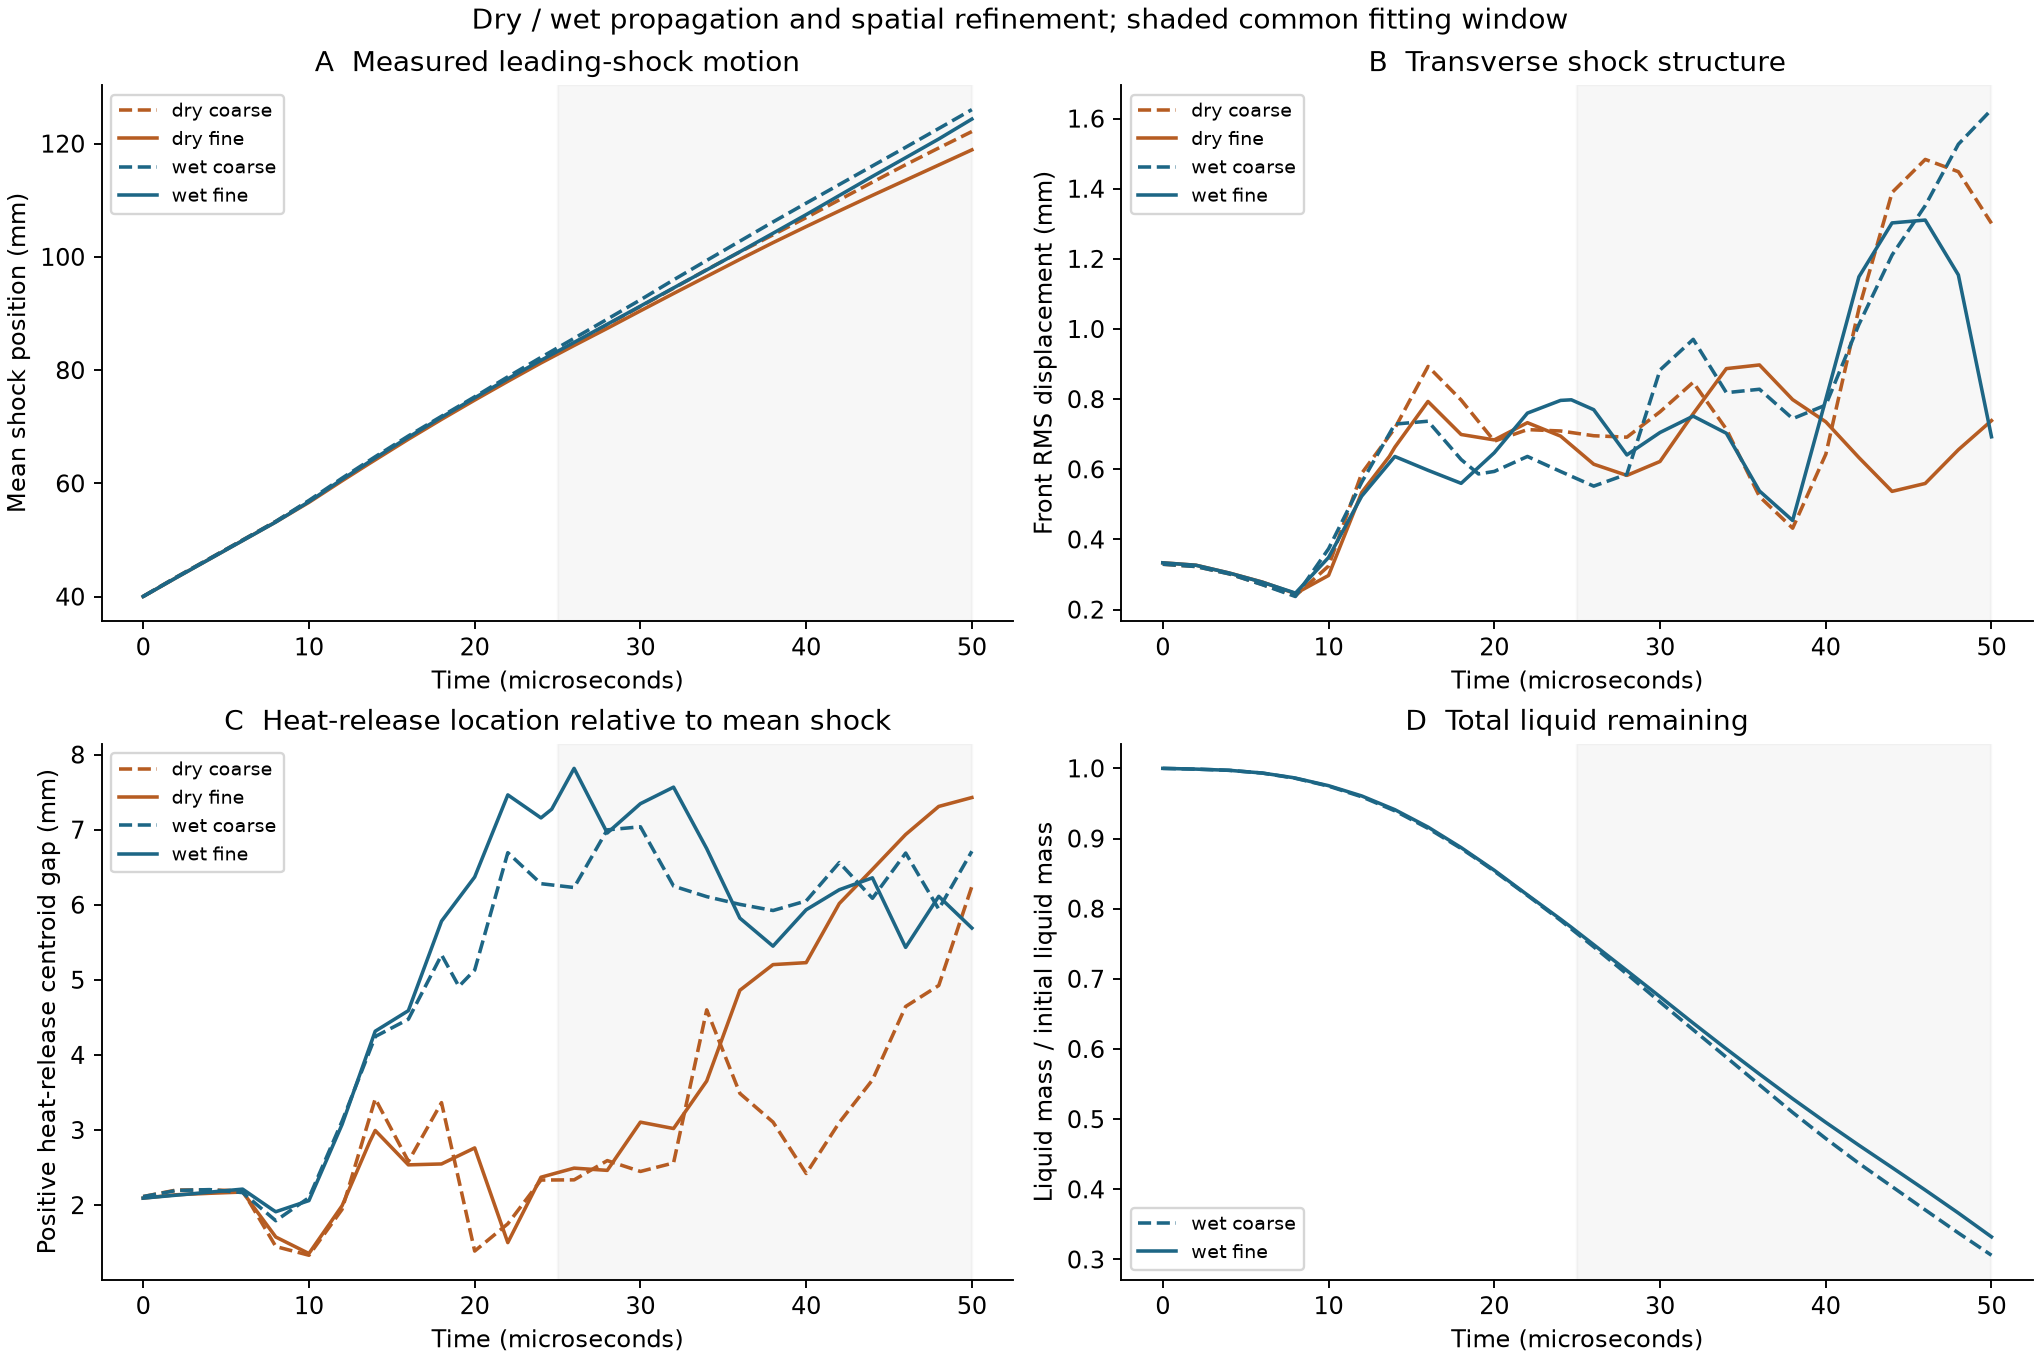 Dry / wet propagation and spatial refinement; shaded common fitting window
A  Measured leading-shock motion
dry coarse
dry fine
wet coarse
wet fine
Mean shock position (mm)
120
100
80
60
40
0 10 20 30 40 50
Time (microseconds)
B  Transverse shock structure
dry coarse
dry fine
wet coarse
wet fine
Front RMS displacement (mm)
1.6
1.4
1.2
1.0
0.8
0.6
0.4
0.2
0 10 20 30 40 50
Time (microseconds)
C  Heat-release location relative to mean shock
dry coarse
dry fine
wet coarse
wet fine
Positive heat-release centroid gap (mm)
8
7
6
5
4
3
2
0 10 20 30 40 50
Time (microseconds)
D  Total liquid remaining
Liquid mass / initial liquid mass
1.0
0.9
0.8
0.7
0.6
0.5
0.4
0.3
wet coarse
wet fine
0 10 20 30 40 50
Time (microseconds)